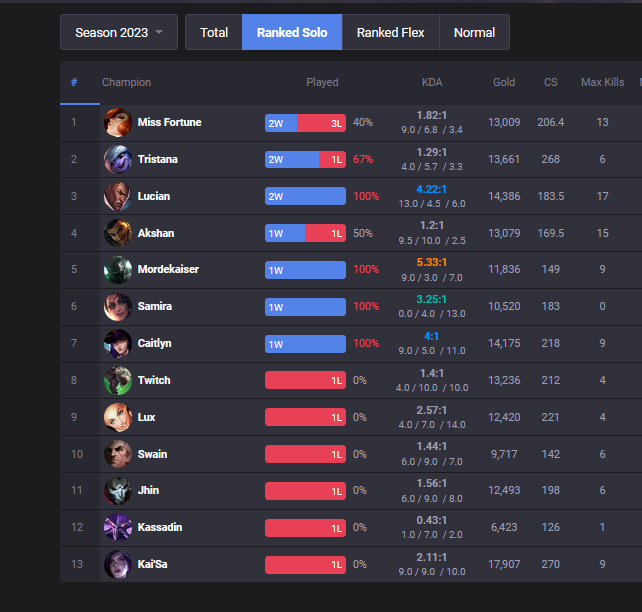 Season 2023 Total Ranked Solo Ranked Flex Normal
# Champion Played KDA Gold CS Max Kills
1 Miss Fortune 2W 3L 40% 1.82:1 13,009 206.4 13
9.0 / 6.8 / 3.4
2 Tristana 2W 1L 67% 1.29:1 13,661 268 6
4.0 / 5.7 / 3.3
3 Lucian 2W 100% 4.22:1 14,386 183.5 17
13.0 / 4.5 / 6.0
4 Akshan 1W 1L 50% 1.2:1 13,079 169.5 15
9.5 / 10.0 / 2.5
5 Mordekaiser 1W 100% 5.33:1 11,836 149 9
9.0 / 3.0 / 7.0
6 Samira 1W 100% 3.25:1 10,520 183 0
0.0 / 4.0 / 13.0
7 Caitlyn 1W 100% 4:1 14,175 218 9
9.0 / 5.0 / 11.0
8 Twitch 1L 0% 1.4:1 13,236 212 4
4.0 / 10.0 / 10.0
9 Lux 1L 0% 2.57:1 12,420 221 4
4.0 / 7.0 / 14.0
10 Swain 1L 0% 1.44:1 9,717 142 6
6.0 / 9.0 / 7.0
11 Jhin 1L 0% 1.56:1 12,493 198 6
6.0 / 9.0 / 8.0
12 Kassadin 1L 0% 0.43:1 6,423 126 1
1.0 / 7.0 / 2.0
13 Kai'Sa 1L 0% 2.11:1 17,907 270 9
9.0 / 9.0 / 10.0